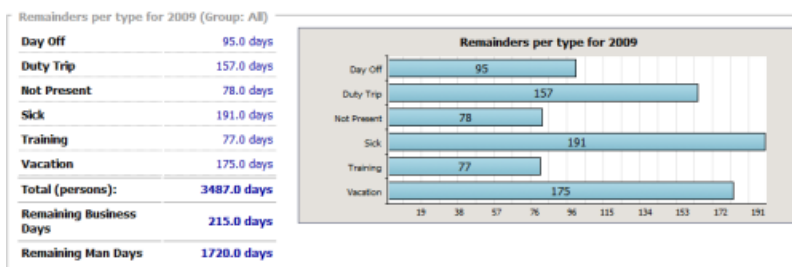 Remainders per type for 2009 (Group: All)
Day Off 95.0 days
Duty Trip 157.0 days
Not Present 78.0 days
Sick 191.0 days
Training 77.0 days
Vacation 175.0 days
Total (persons): 3487.0 days
Remaining Business
Days 215.0 days
Remaining Man Days 1720.0 days
Remainders per type for 2009
Day Off 95
Duty Trip 157
Not Present 78
Sick 191
Training 77
Vacation 175
19 38 57 76 96 115 134 153 172 191